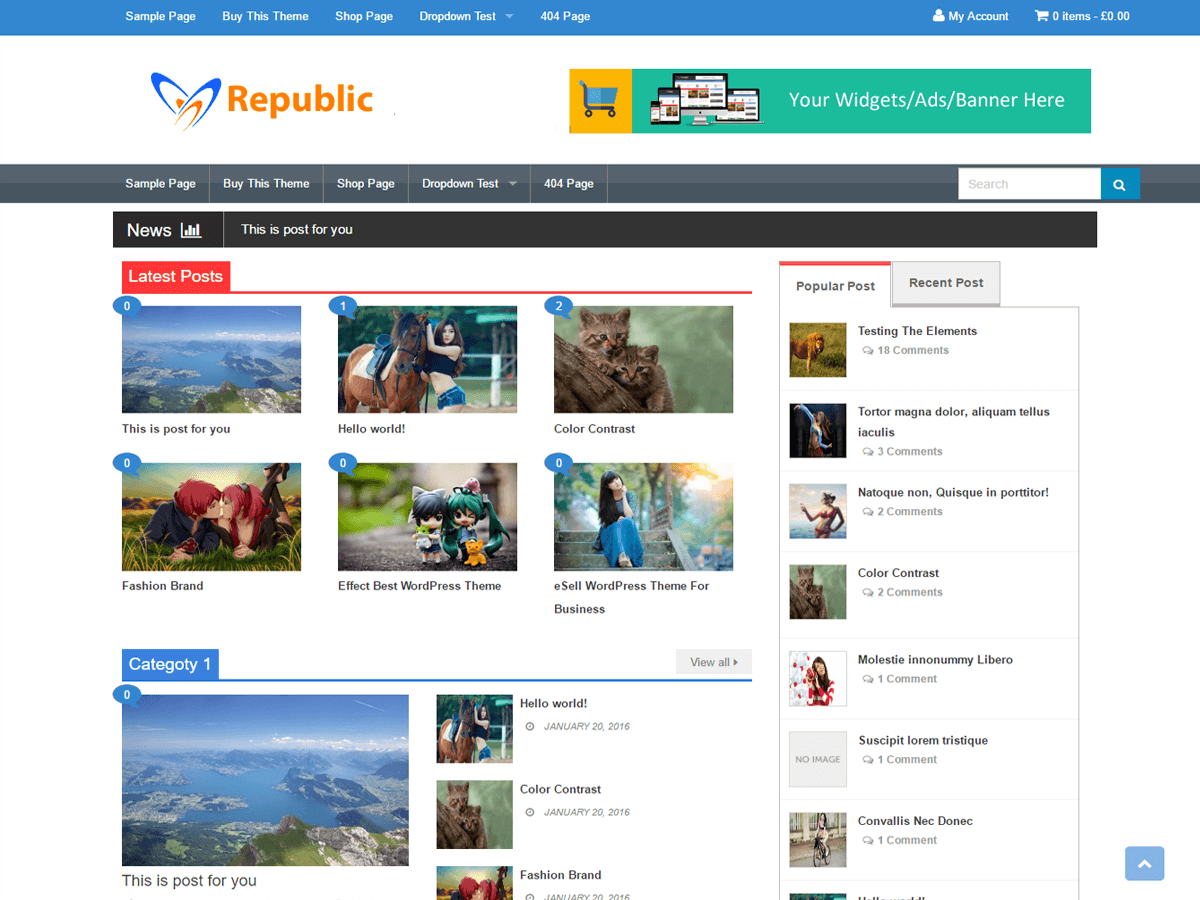 Sample Page
Buy This Theme
Shop Page
Dropdown Test
404 Page
My Account
0 items - £0.00
Republic
Your Widgets/Ads/Banner Here
Sample Page
Buy This Theme
Shop Page
Dropdown Test
404 Page
Search
News
This is post for you
Latest Posts
0
This is post for you
1
Hello world!
2
Color Contrast
0
Fashion Brand
0
Effect Best WordPress Theme
0
eSell WordPress Theme For
Business
Categoty 1
View all
0
This is post for you
Hello world!
JANUARY 20, 2016
Color Contrast
JANUARY 20, 2016
Fashion Brand
JANUARY 20, 2016
Popular Post
Recent Post
Testing The Elements
18 Comments
Tortor magna dolor, aliquam tellus
iaculis
3 Comments
Natoque non, Quisque in porttitor!
2 Comments
Color Contrast
2 Comments
Molestie innonummy Libero
1 Comment
NO IMAGE
Suscipit lorem tristique
1 Comment
Convallis Nec Donec
1 Comment
Hello world!